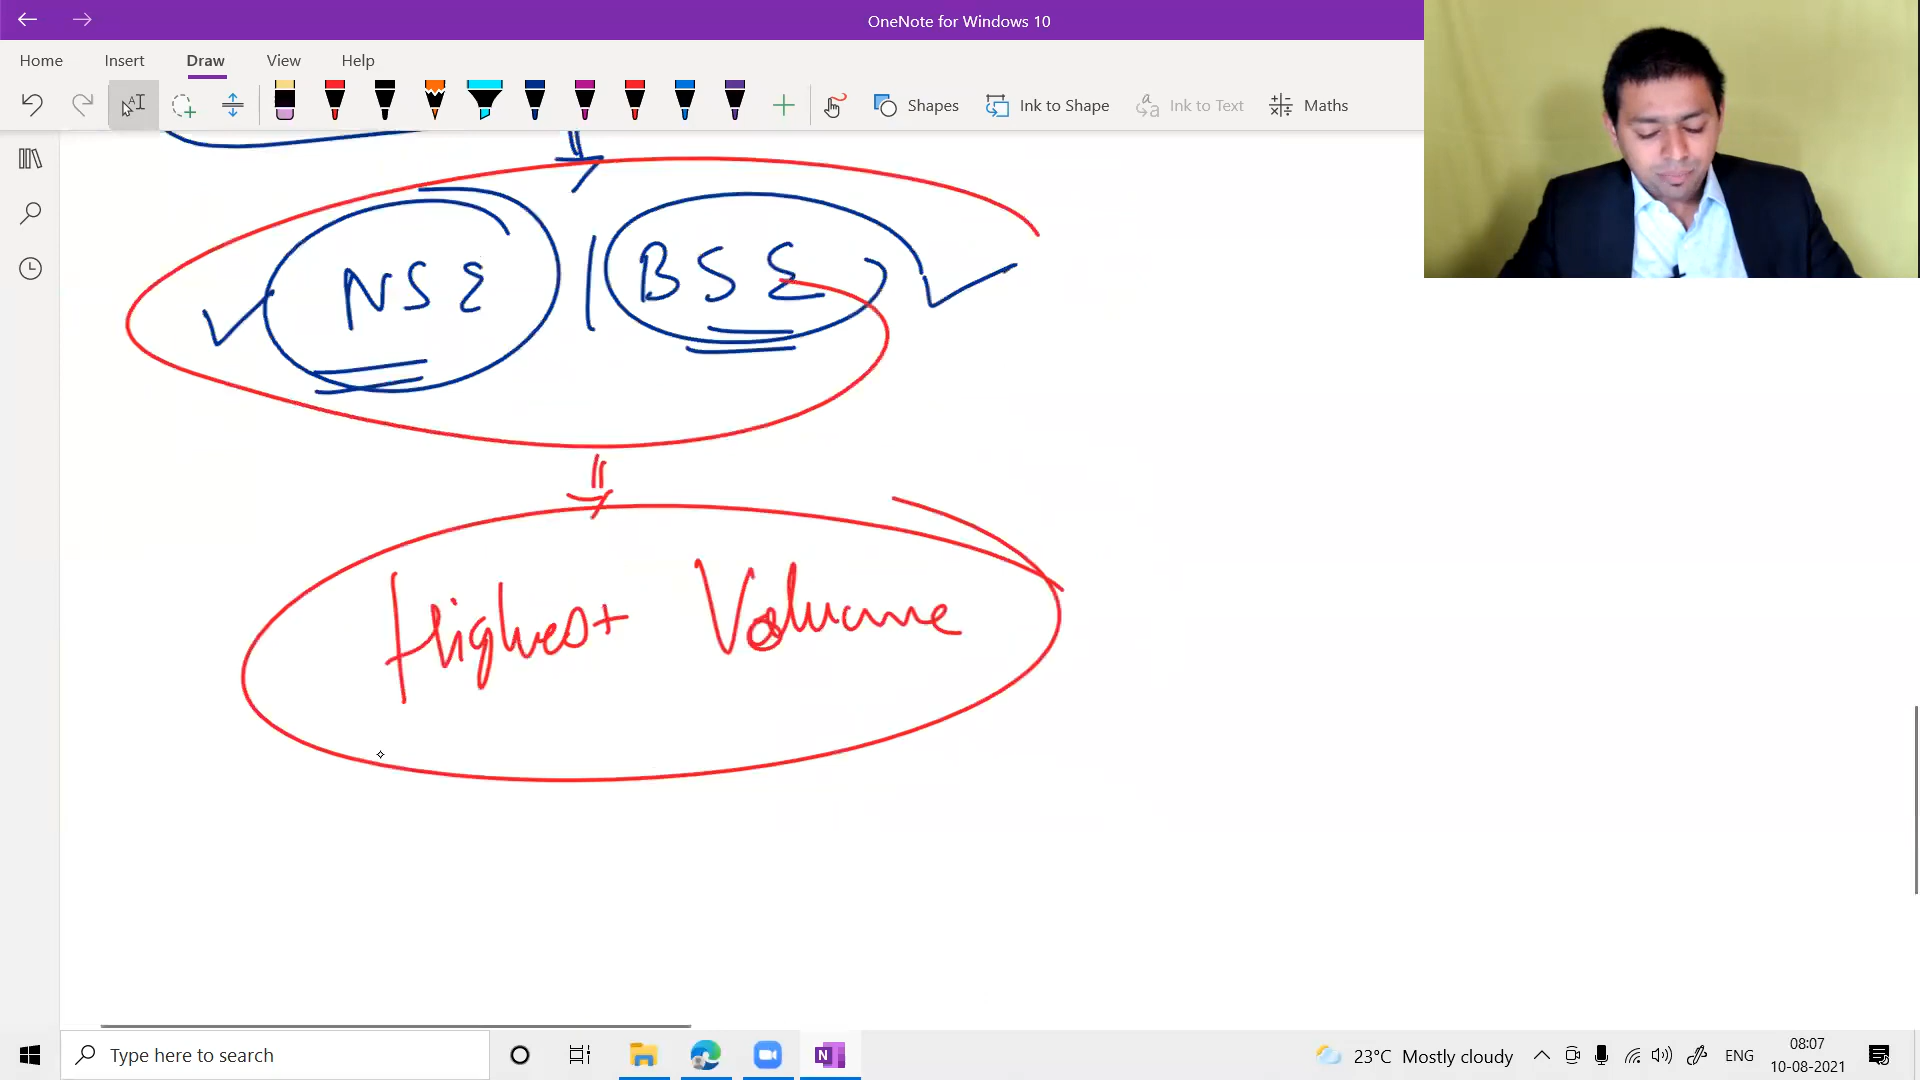 OneNote for Windows 10
Home Insert Draw View Help
Shapes Ink to Shape Ink to Text Maths
NSE | BSE
Highest Volume
Type here to search
23°C Mostly cloudy ENG
08:07
10-08-2021